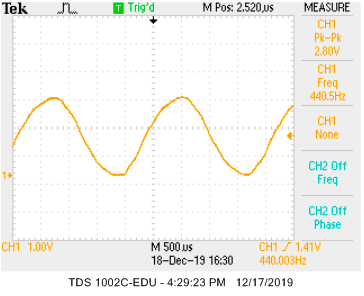 Tek T Trig'd M Pos: 2.520µs MEASURE
CH1
Pk-Pk
2.80V
CH1
Freq
440.5Hz
CH1
None
CH2 Off
Freq
CH2 Off
Phase
1
CH1 1.00V M 500µs CH1 / 1.41V
18-Dec-19 16:30 440.003Hz
TDS 1002C-EDU - 4:29:23 PM 12/17/2019